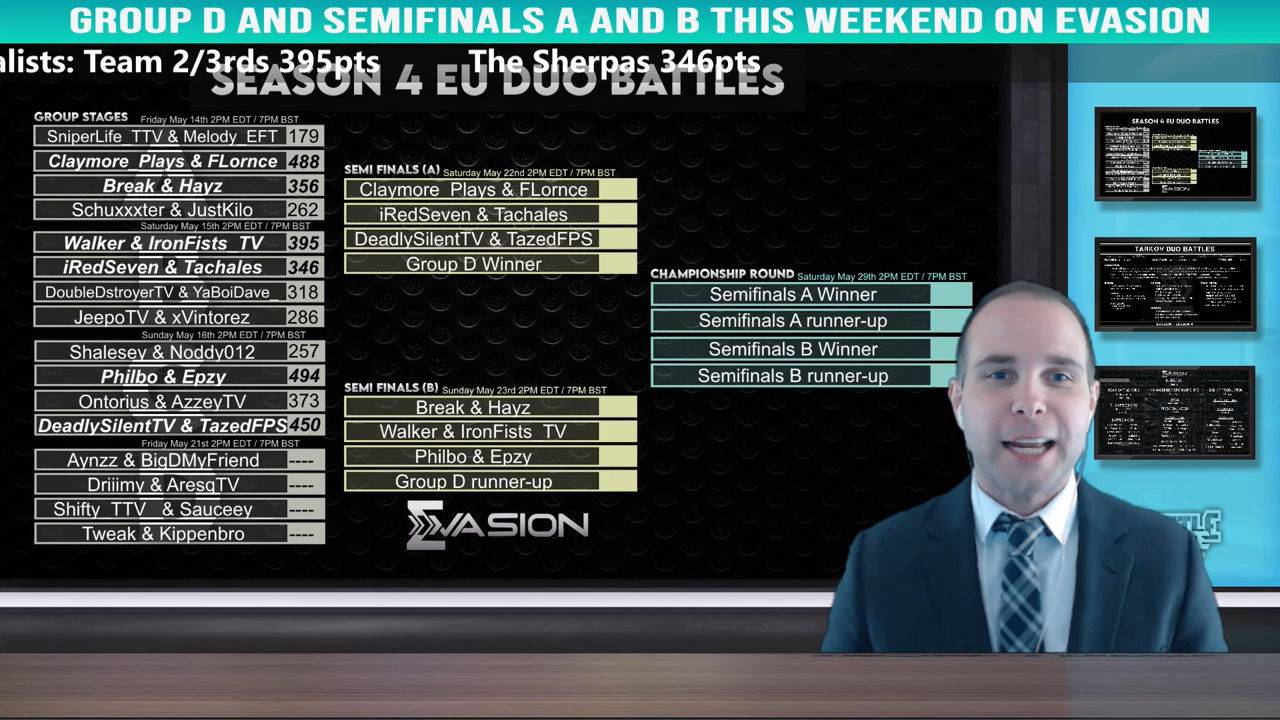 GROUP D AND SEMIFINALS A AND B THIS WEEKEND ON EVASION
alists: Team 2/3rds 395pts The Sherpas 346pts
SEASON 4 EU DUO BATTLES
GROUP STAGES Friday May 14th 2PM EDT / 7PM BST
SniperLife_TTV & Melody_EFT 179
Claymore_Plays & FLornce 488
Break & Hayz 356
Schuxxxter & JustKilo 262
Saturday May 15th 2PM EDT / 7PM BST
Walker & IronFists_TV 395
iRedSeven & Tachales 346
DoubleDstroyerTV & YaBoiDave_ 318
JeepoTV & xVintorez 286
Sunday May 16th 2PM EDT / 7PM BST
Shalesey & Noddy012 257
Philbo & Epzy 494
Ontorius & AzzeyTV 373
DeadlySilentTV & TazedFPS 450
Friday May 21st 2PM EDT / 7PM BST
Aynzz & BigDMyFriend ----
Driiimy & AresqTV ----
Shifty_TTV_ & Sauceey ----
Tweak & Kippenbro ----
SEMI FINALS (A) Saturday May 22nd 2PM EDT / 7PM BST
Claymore_Plays & FLornce
iRedSeven & Tachales
DeadlySilentTV & TazedFPS
Group D Winner
SEMI FINALS (B) Sunday May 23rd 2PM EDT / 7PM BST
Break & Hayz
Walker & IronFists_TV
Philbo & Epzy
Group D runner-up
EVASION
CHAMPIONSHIP ROUND Saturday May 29th 2PM EDT / 7PM BST
Semifinals A Winner
Semifinals A runner-up
Semifinals B Winner
Semifinals B runner-up
SEASON 4 EU DUO BATTLES
TARKOV DUO BATTLES
EVASION